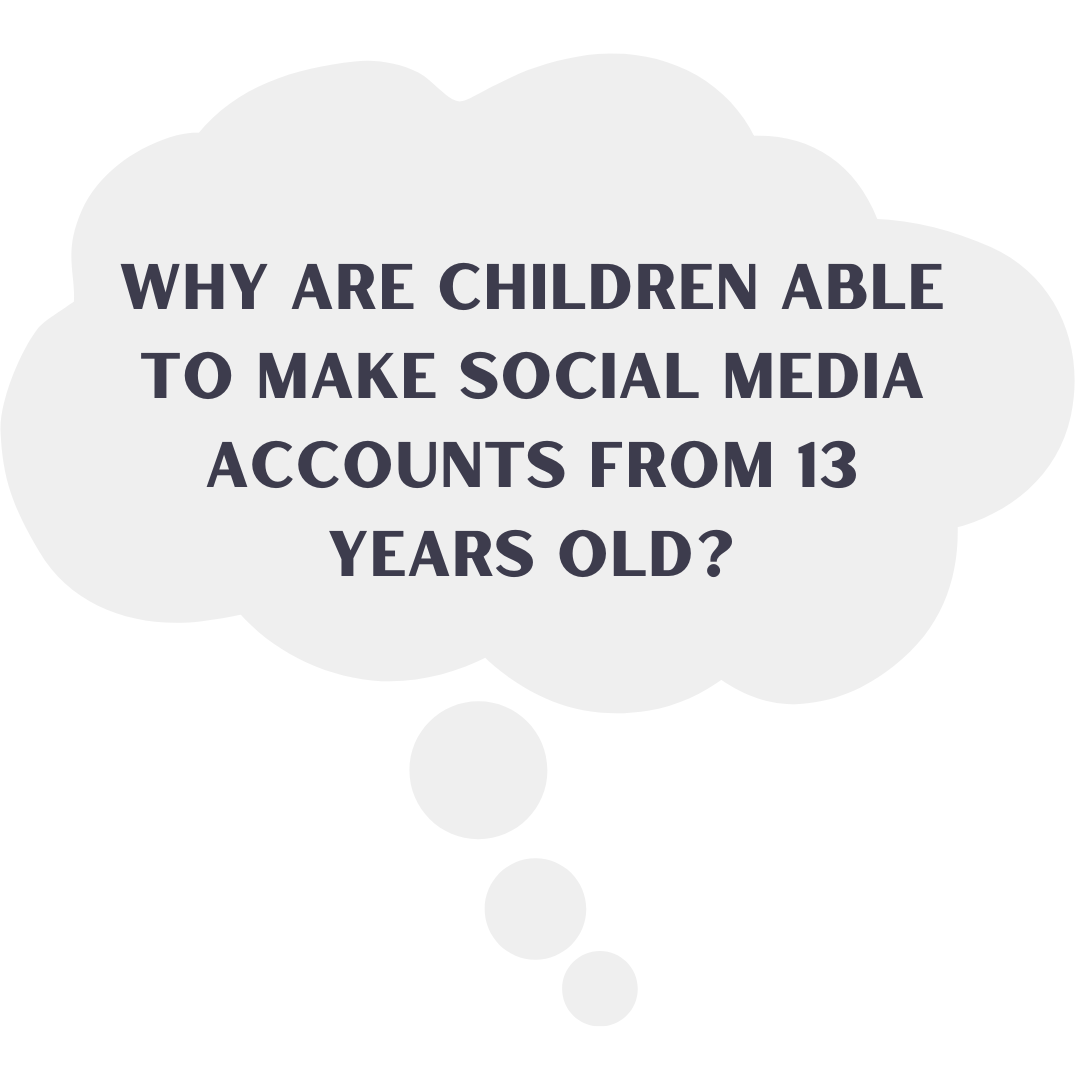 WHY ARE CHILDREN ABLE
TO MAKE SOCIAL MEDIA
ACCOUNTS FROM 13
YEARS OLD?